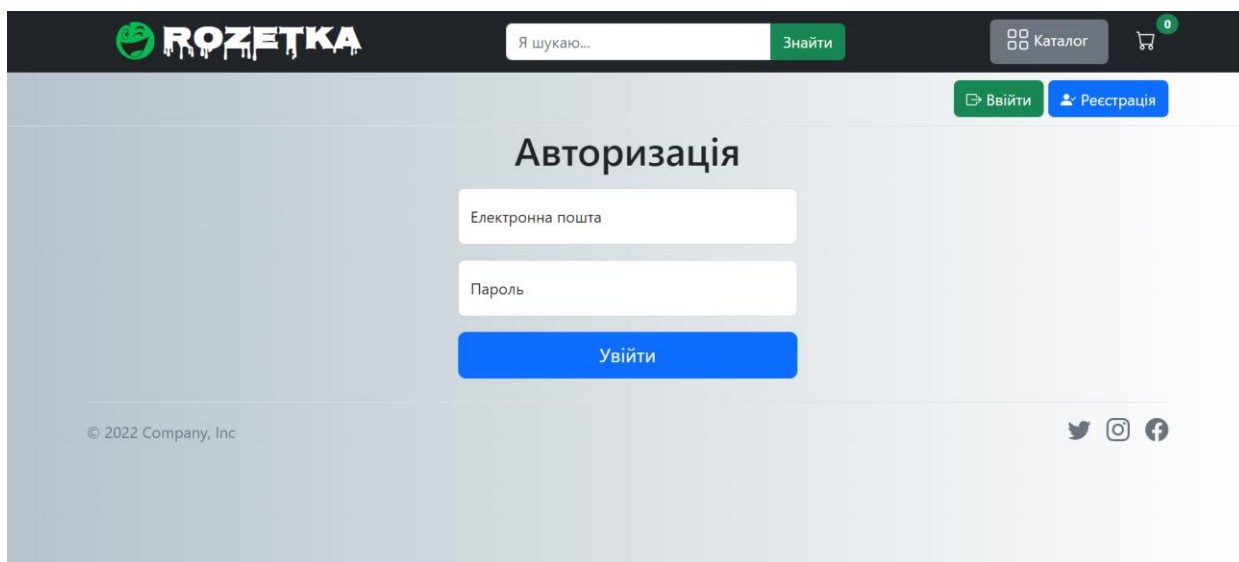 ROZETKA
Я шукаю...
Знайти
Каталог
0
Ввійти
Реєстрація
Авторизація
Електронна пошта
Пароль
Увійти
© 2022 Company, Inc